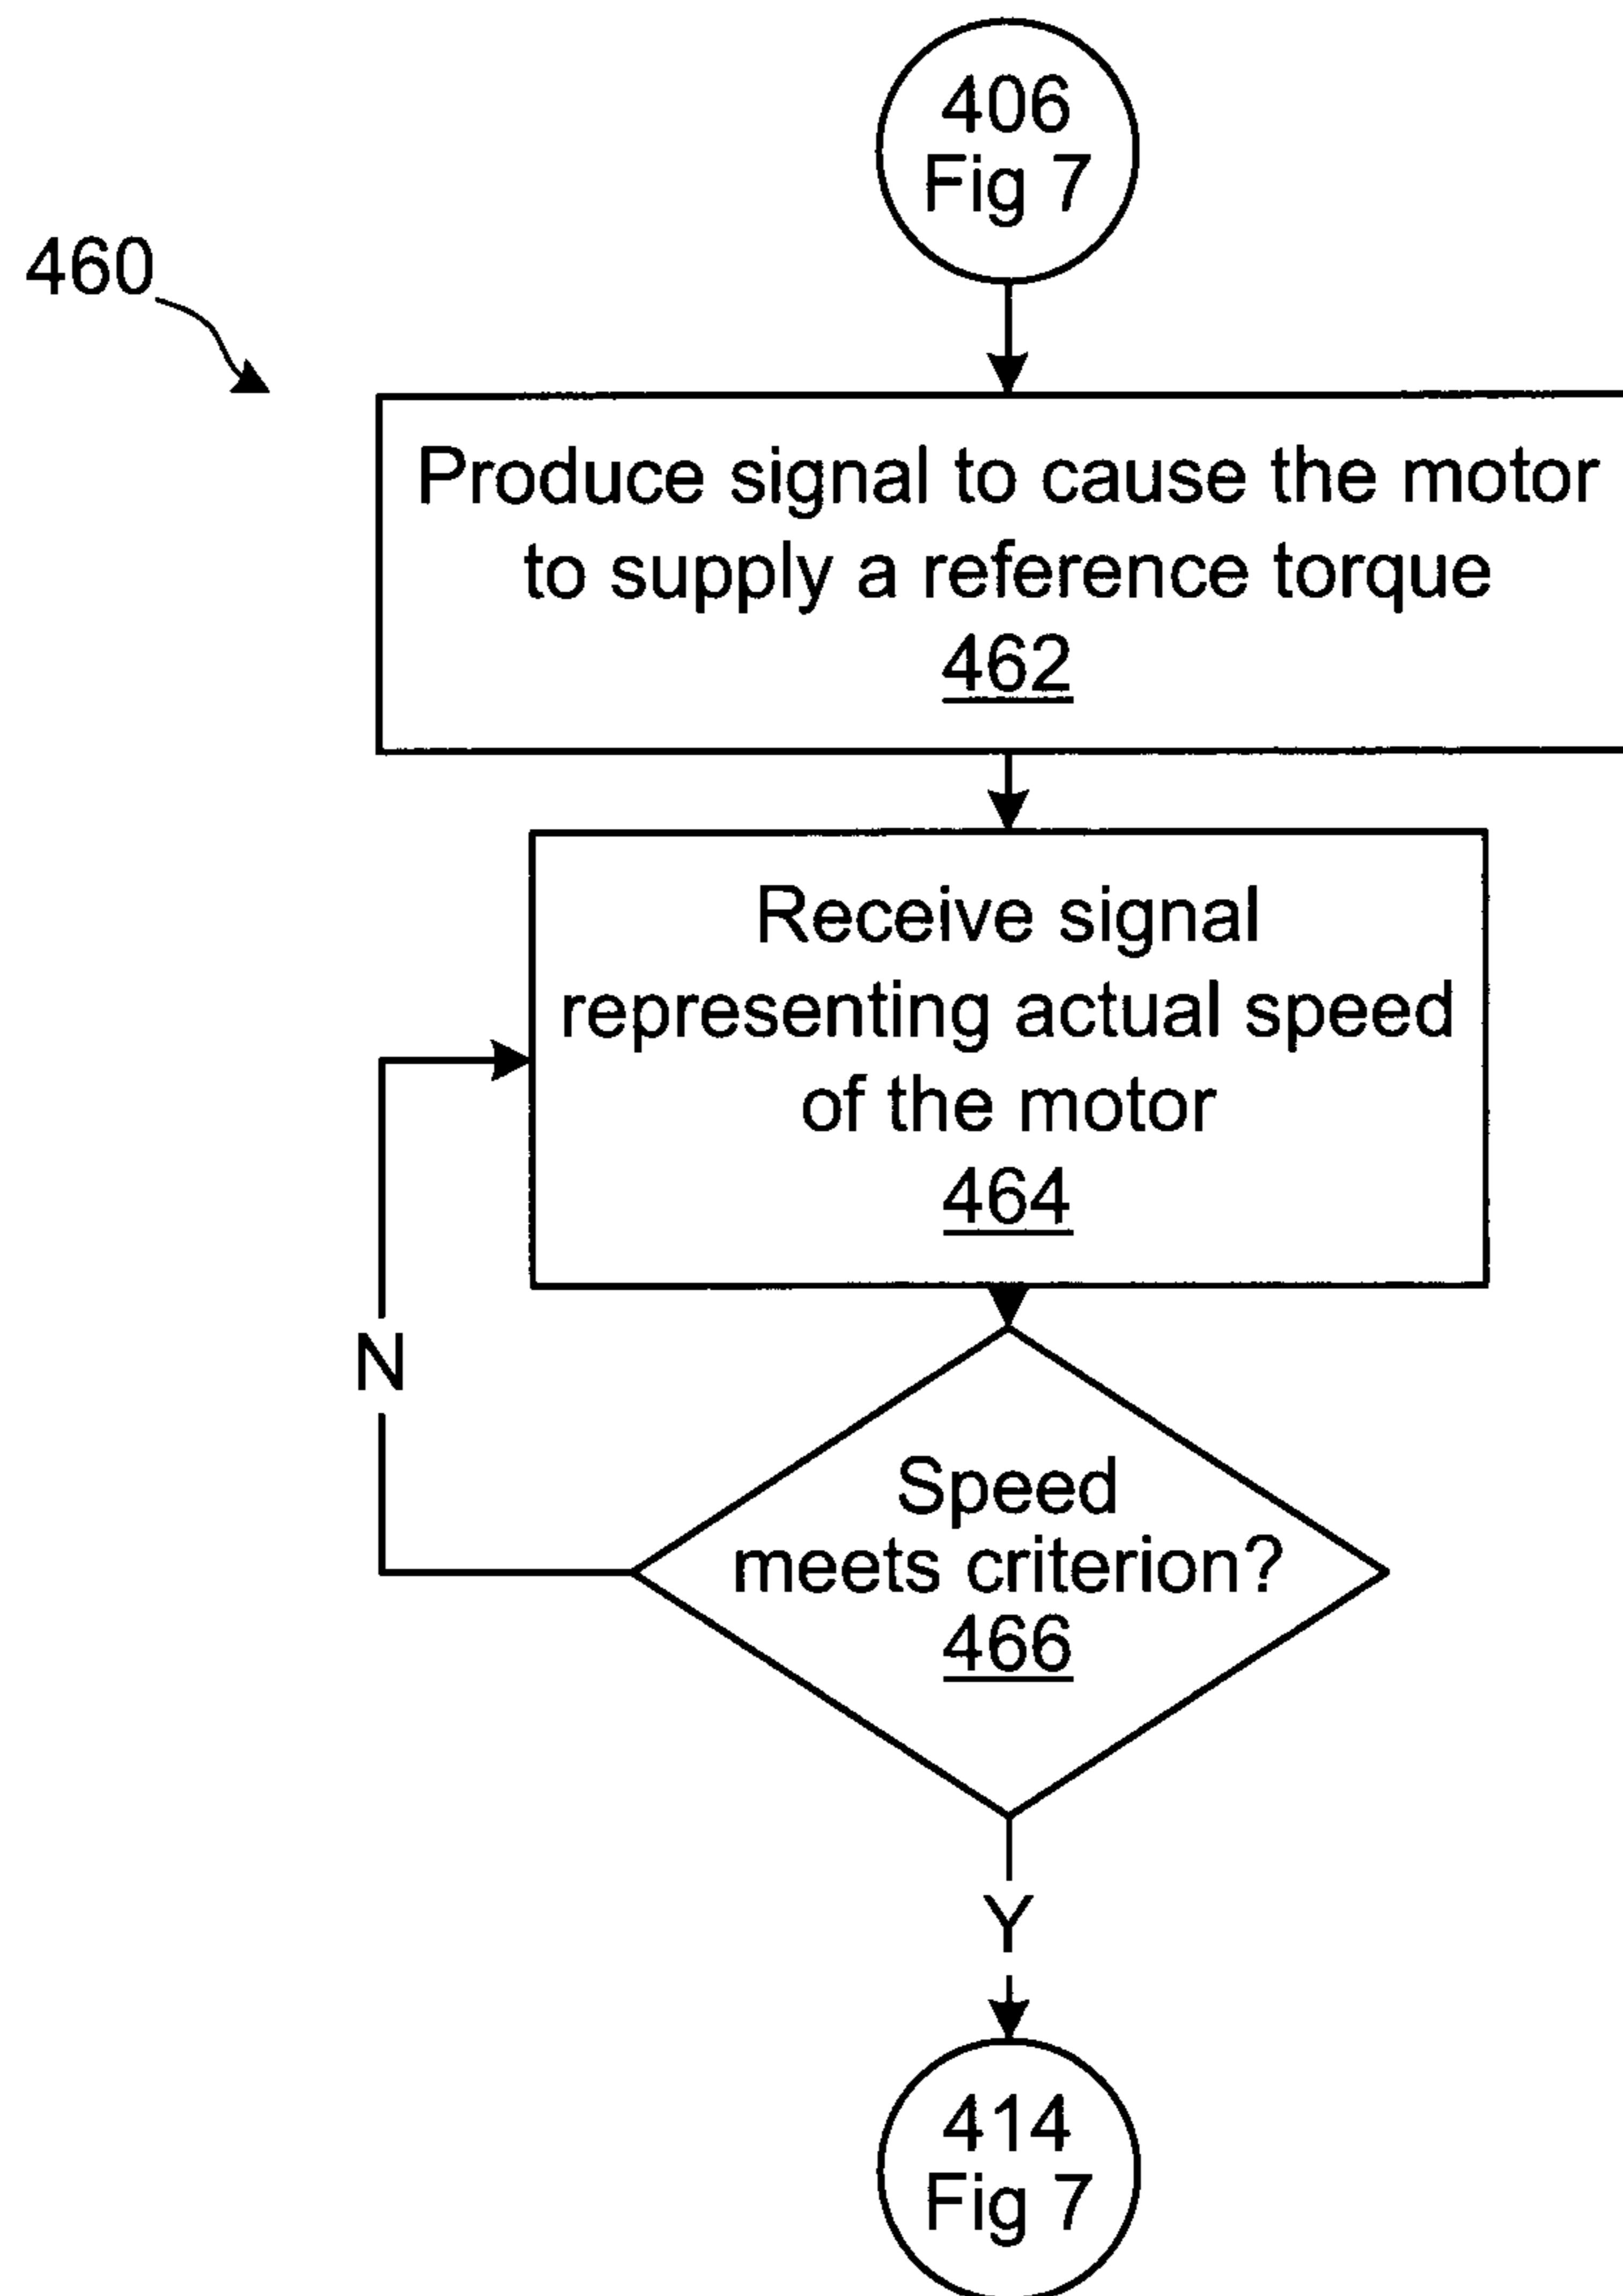 406
Fig 7
460
Produce signal to cause the motor
to supply a reference torque
462
Receive signal
representing actual speed
of the motor
464
N
Speed
meets criterion?
466
Y
414
Fig 7